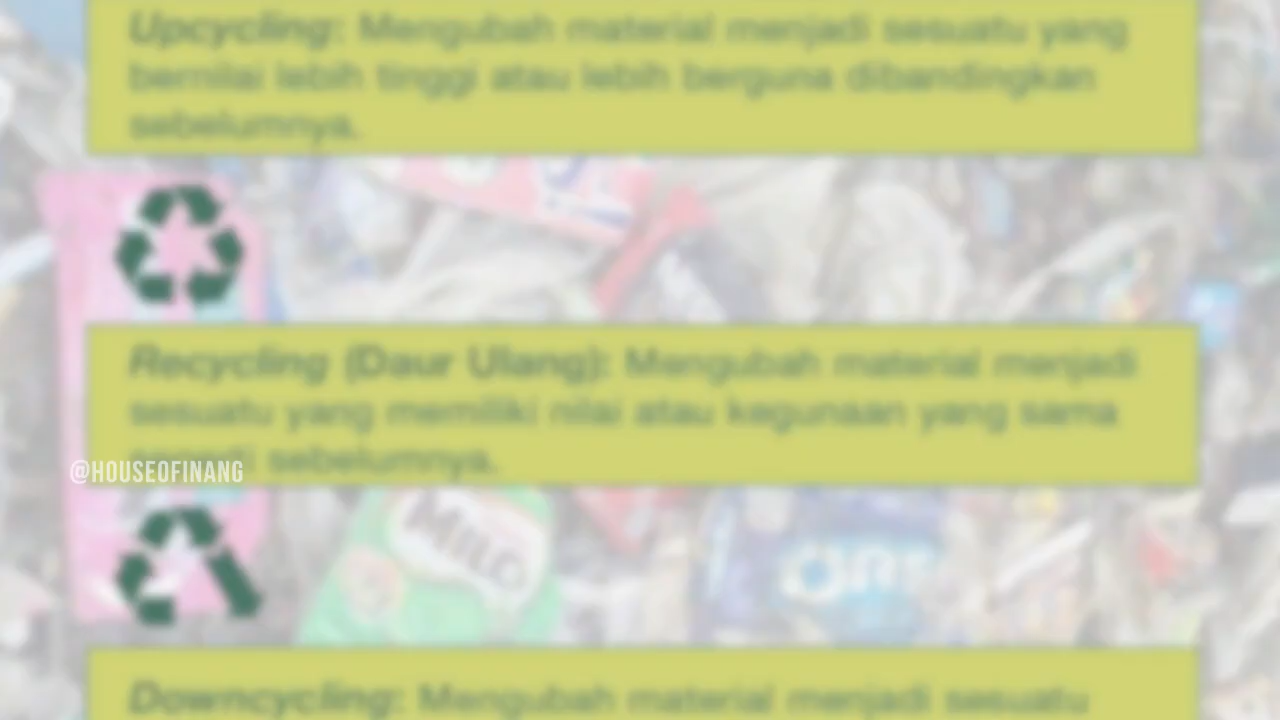 Upcycling: Mengubah material menjadi sesuatu yang
bernilai lebih tinggi atau lebih berguna dibandingkan
sebelumnya.
Recycling (Daur Ulang): Mengubah material menjadi
sesuatu yang memiliki nilai atau kegunaan yang sama
sebelumnya.
@HOUSEOFINANG
MILO
Downcycling: Mengubah material menjadi sesuatu